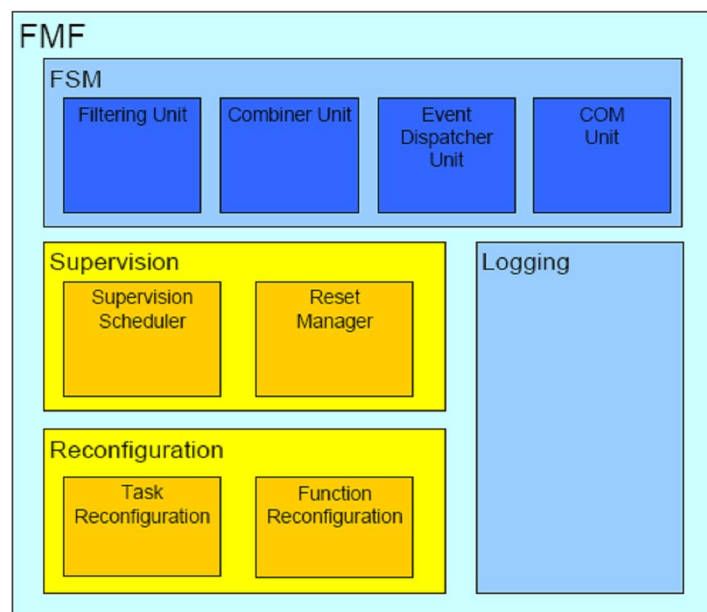 FMF
FSM
Filtering Unit
Combiner Unit
Event
Dispatcher
Unit
COM
Unit
Supervision
Supervision
Scheduler
Reset
Manager
Logging
Reconfiguration
Task
Reconfiguration
Function
Reconfiguration